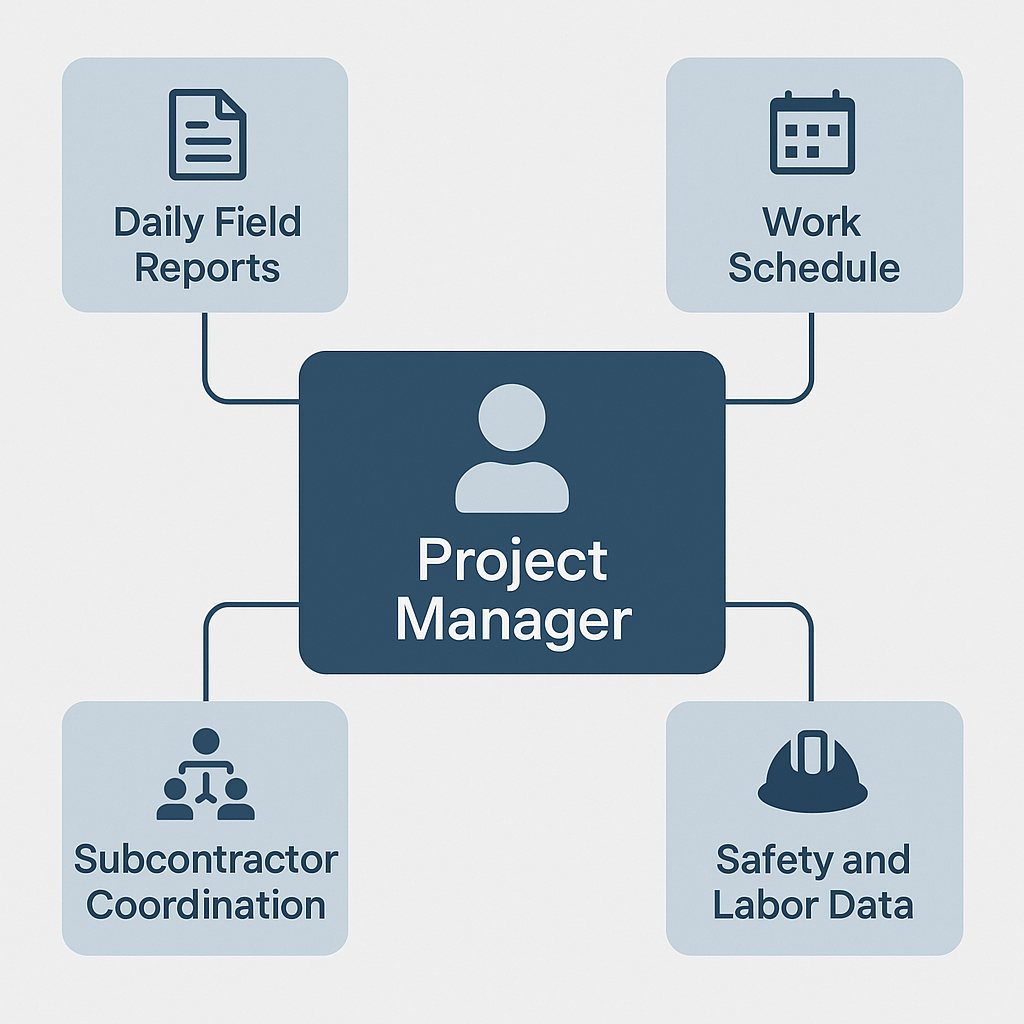 Daily Field
Reports
Work
Schedule
Project
Manager
Subcontractor
Coordination
Safety and
Labor Data